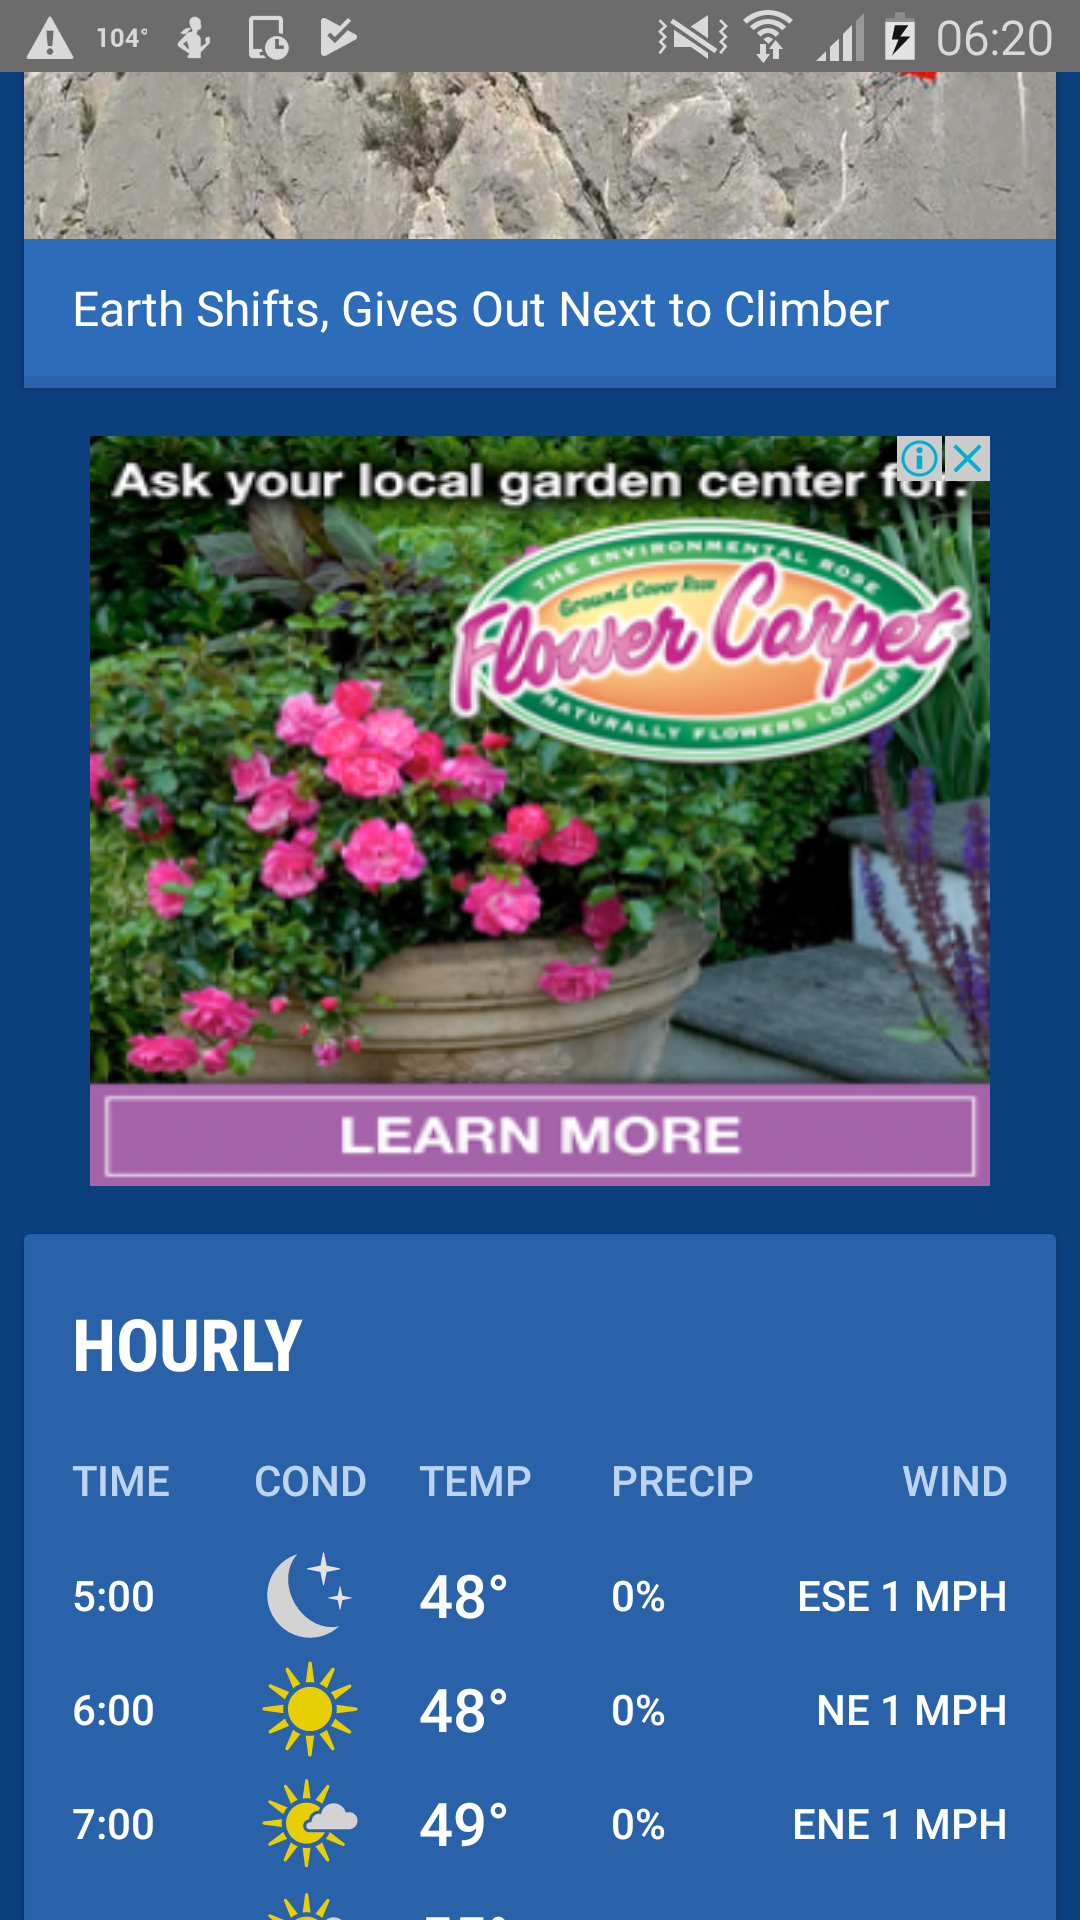 104°
06:20
Earth Shifts, Gives Out Next to Climber
Ask your local garden center for:
THE ENVIRONMENTAL ROSE
Ground Cover Rose
Flower Carpet
NATURALLY FLOWERS LONGER
LEARN MORE
HOURLY
TIME COND TEMP PRECIP WIND
5:00 48° 0% ESE 1 MPH
6:00 48° 0% NE 1 MPH
7:00 49° 0% ENE 1 MPH